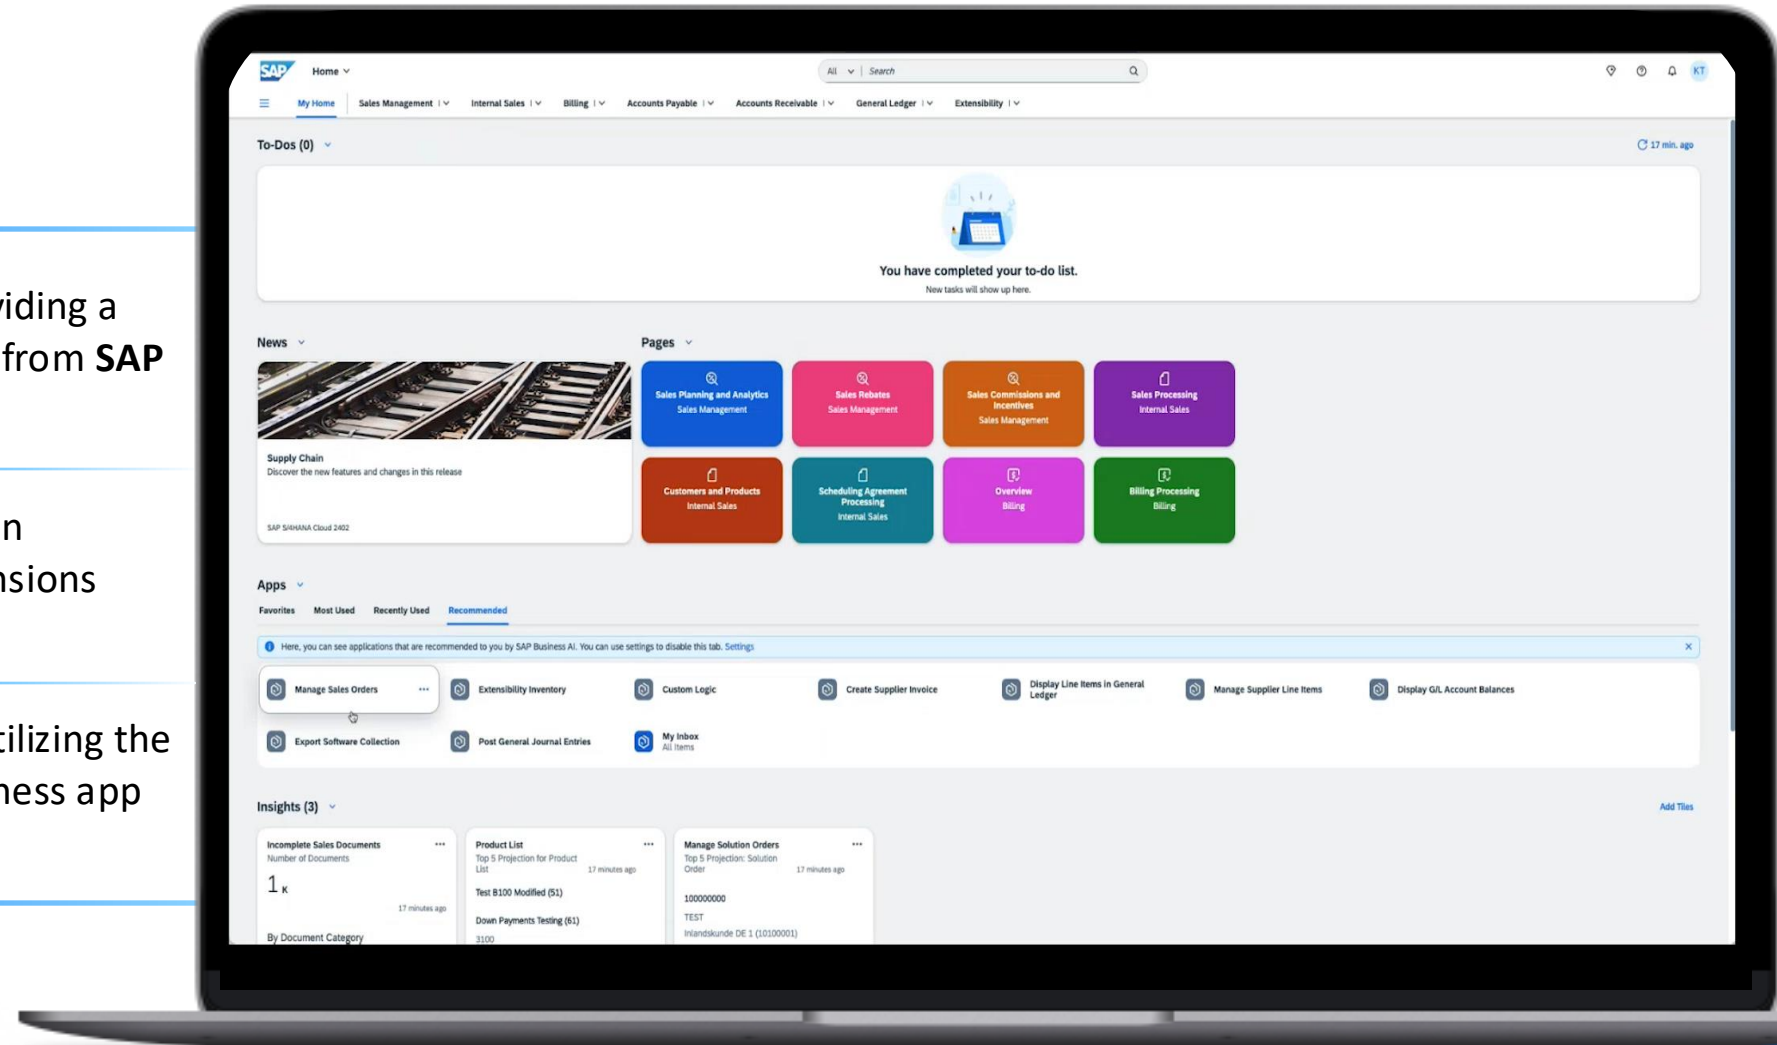 viding a
from SAP
n
nsions
tilizing the
ness app
SAP Home
All Search
KT
My Home Sales Management Internal Sales Billing Accounts Payable Accounts Receivable General Ledger Extensibility
To-Dos (0)
17 min. ago
You have completed your to-do list.
New tasks will show up here.
News
Supply Chain
Discover the new features and changes in this release
SAP S/4HANA Cloud 2402
Pages
Sales Planning and Analytics
Sales Management
Sales Rebates
Sales Management
Sales Commissions and
Incentives
Sales Management
Sales Processing
Internal Sales
Customers and Products
Internal Sales
Scheduling Agreement
Processing
Internal Sales
Overview
Billing
Billing Processing
Billing
Apps
Favorites Most Used Recently Used Recommended
Here, you can see applications that are recommended to you by SAP Business AI. You can use settings to disable this tab. Settings
Manage Sales Orders
Extensibility Inventory
Custom Logic
Create Supplier Invoice
Display Line Items in General
Ledger
Manage Supplier Line Items
Display G/L Account Balances
Export Software Collection
Post General Journal Entries
My Inbox
All Items
Insights (3)
Add Tiles
Incomplete Sales Documents
Number of Documents
1 K
17 minutes ago
By Document Category
Product List
Top 5 Projection for Product
List
17 minutes ago
Test B100 Modified (51)
Down Payments Testing (61)
3100
Manage Solution Orders
Top 5 Projection: Solution
Order
17 minutes ago
100000000
TEST
Inlandskunde DE 1 (10100001)